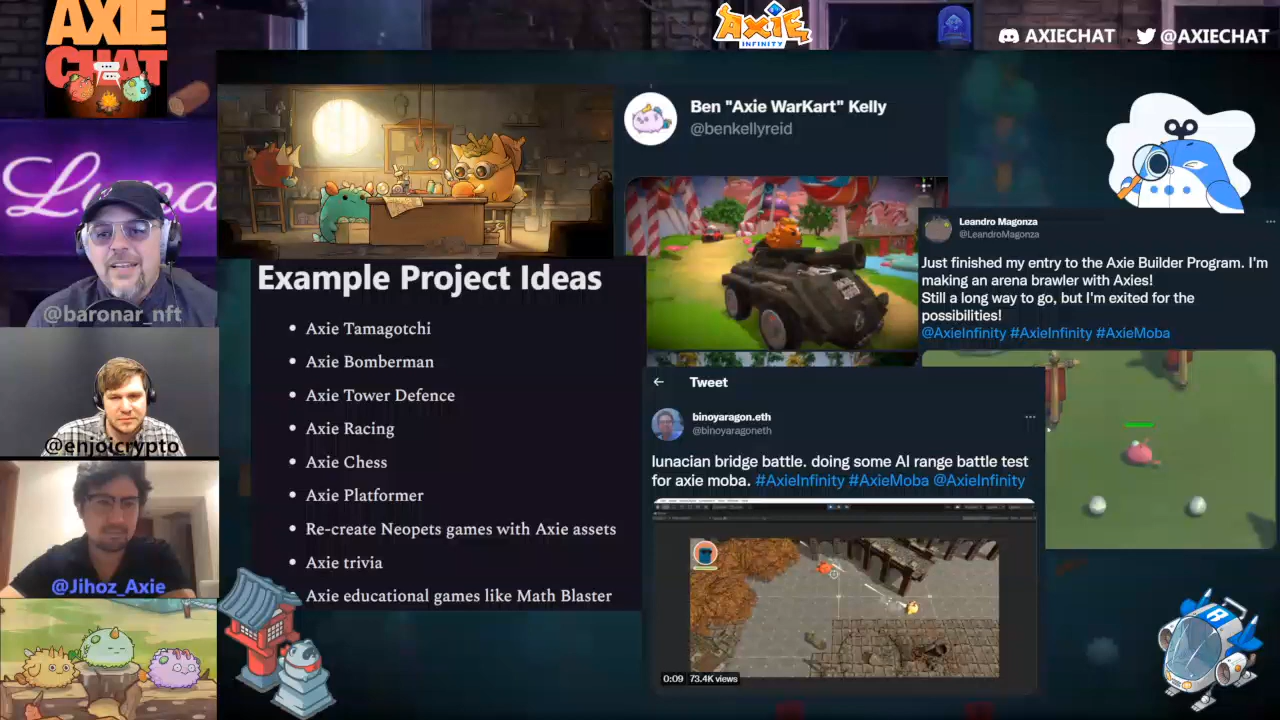 AXIE
CHAT
AXIE
INFINITY
AXIECHAT
@AXIECHAT
Luna
@baronar_nft
@enjoicrypto
@Jihoz_Axie
Ben "Axie WarKart" Kelly
@benkellyreid
Example Project Ideas
Axie Tamagotchi
Axie Bomberman
Axie Tower Defence
Axie Racing
Axie Chess
Axie Platformer
Re-create Neopets games with Axie assets
Axie trivia
Axie educational games like Math Blaster
Leandro Magonza
@LeandroMagonza
Just finished my entry to the Axie Builder Program. I'm
making an arena brawler with Axies!
Still a long way to go, but I'm exited for the
possibilities!
@AxieInfinity #AxieInfinity #AxieMoba
Tweet
binoyaragon.eth
@binoyaragoneth
lunacian bridge battle. doing some AI range battle test
for axie moba. #AxieInfinity #AxieMoba @AxieInfinity
0:09 73.4K views